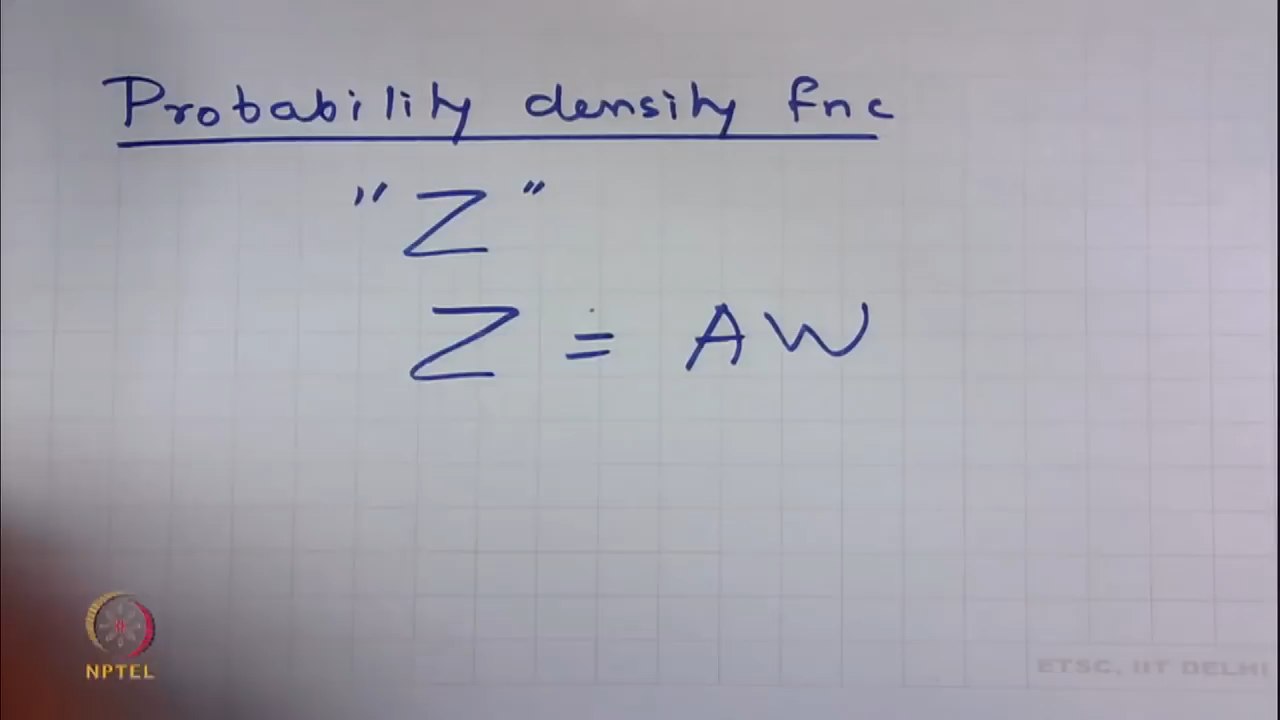 Probability density fnc
"Z"
Z = AW
NPTEL
ETSC, IIT DELHI